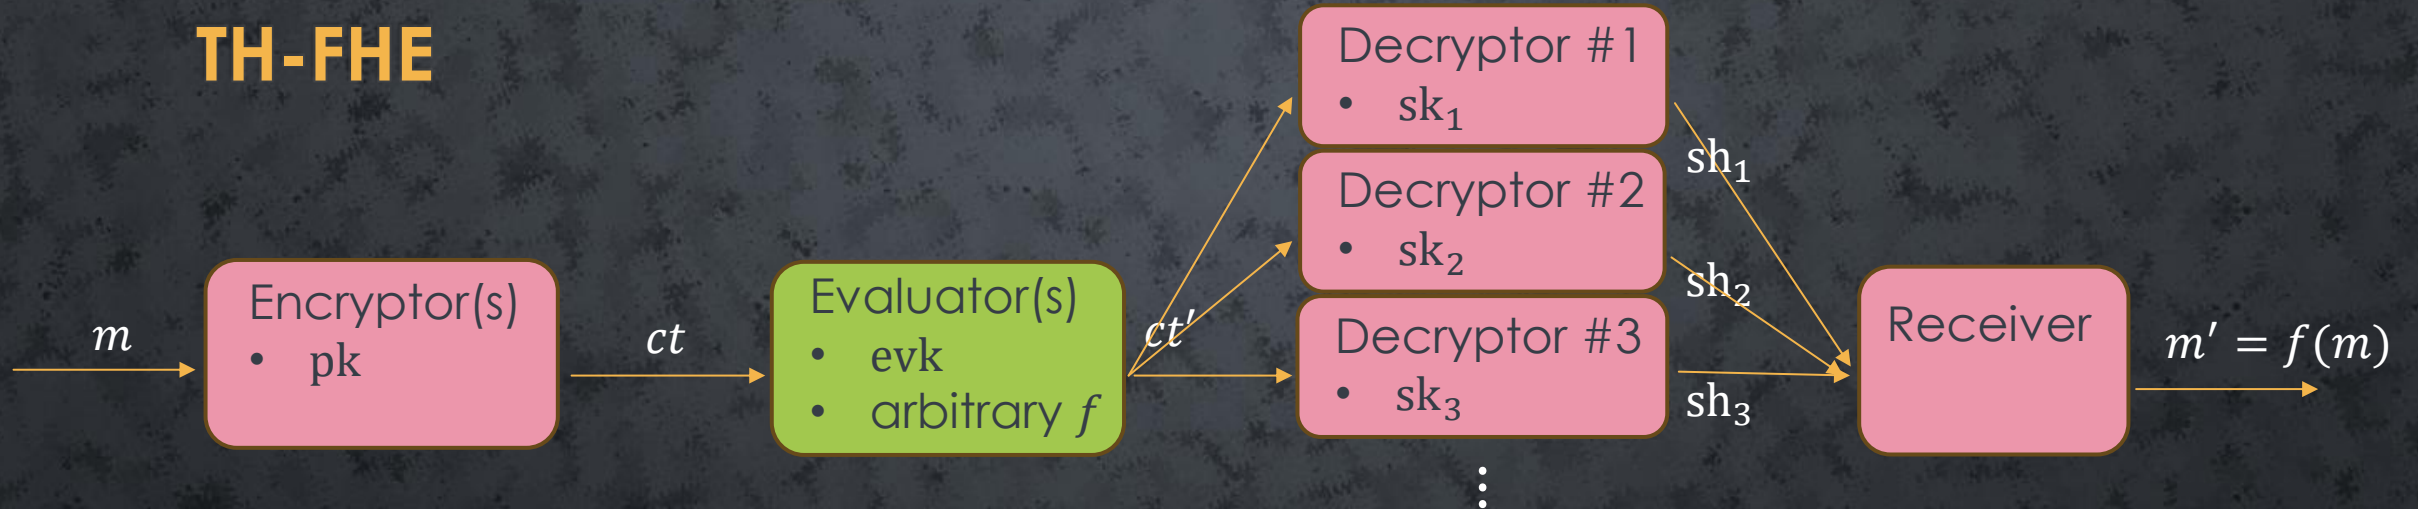 TH-FHE
m
Encryptor(s)
• pk
ct
Evaluator(s)
• evk
• arbitrary f
ct′
Decryptor #1
• sk₁
Decryptor #2
• sk₂
Decryptor #3
• sk₃
⋮
sh₁
sh₂
sh₃
Receiver
m′ = f(m)